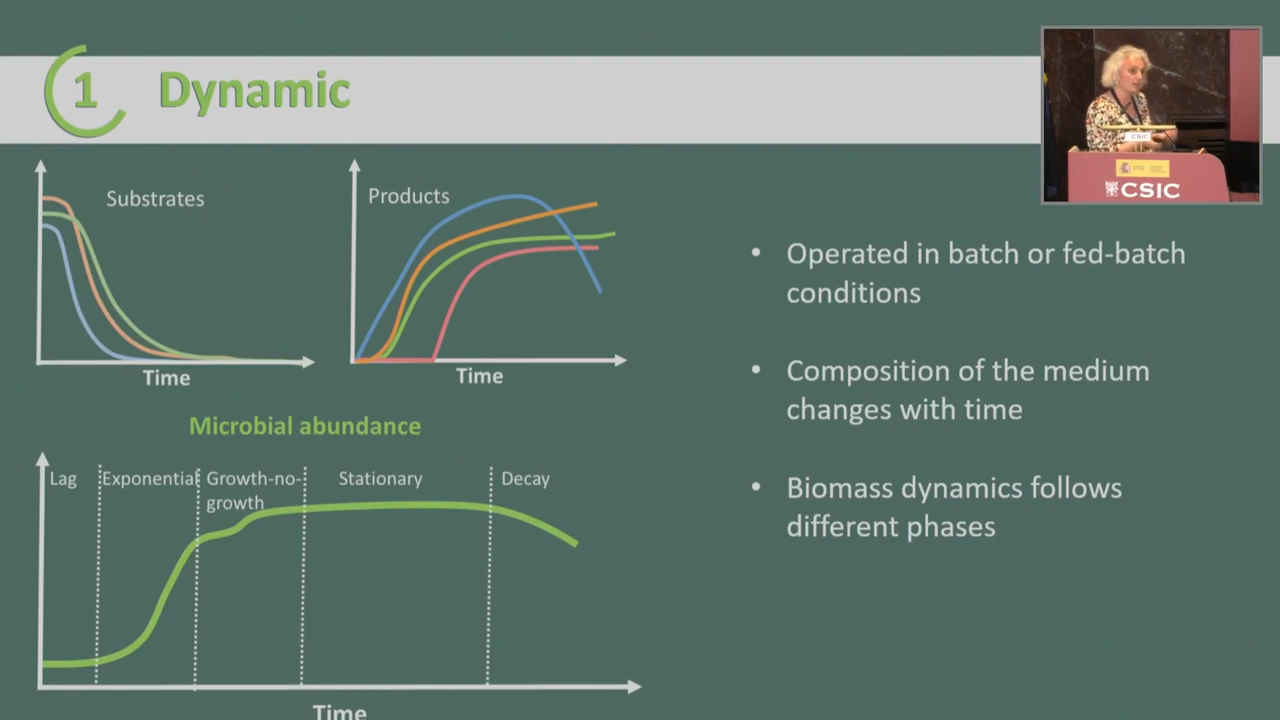 1 Dynamic
Substrates
Time
Products
Time
Microbial abundance
Lag
Exponential
Growth-no-
growth
Stationary
Decay
Time
• Operated in batch or fed-batch
conditions
• Composition of the medium
changes with time
• Biomass dynamics follows
different phases
CSIC
CSIC